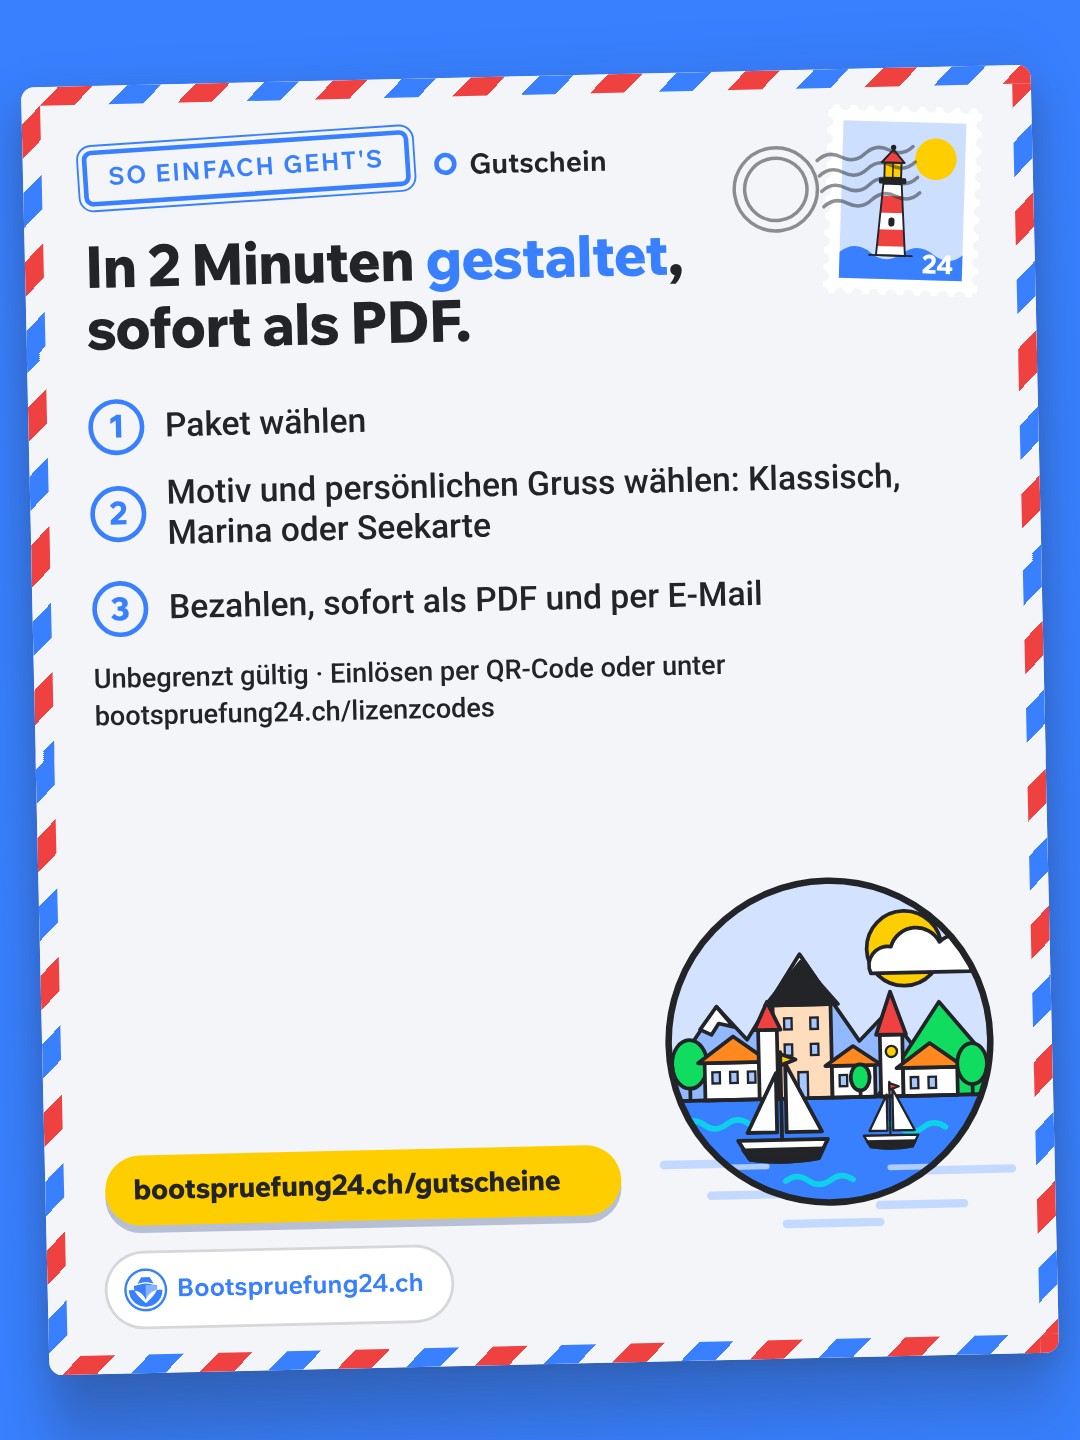 SO EINFACH GEHT'S
Gutschein
24
In 2 Minuten gestaltet,
sofort als PDF.
1 Paket wählen
2 Motiv und persönlichen Gruss wählen: Klassisch,
Marina oder Seekarte
3 Bezahlen, sofort als PDF und per E-Mail
Unbegrenzt gültig · Einlösen per QR-Code oder unter
bootspruefung24.ch/lizenzcodes
bootspruefung24.ch/gutscheine
Bootspruefung24.ch